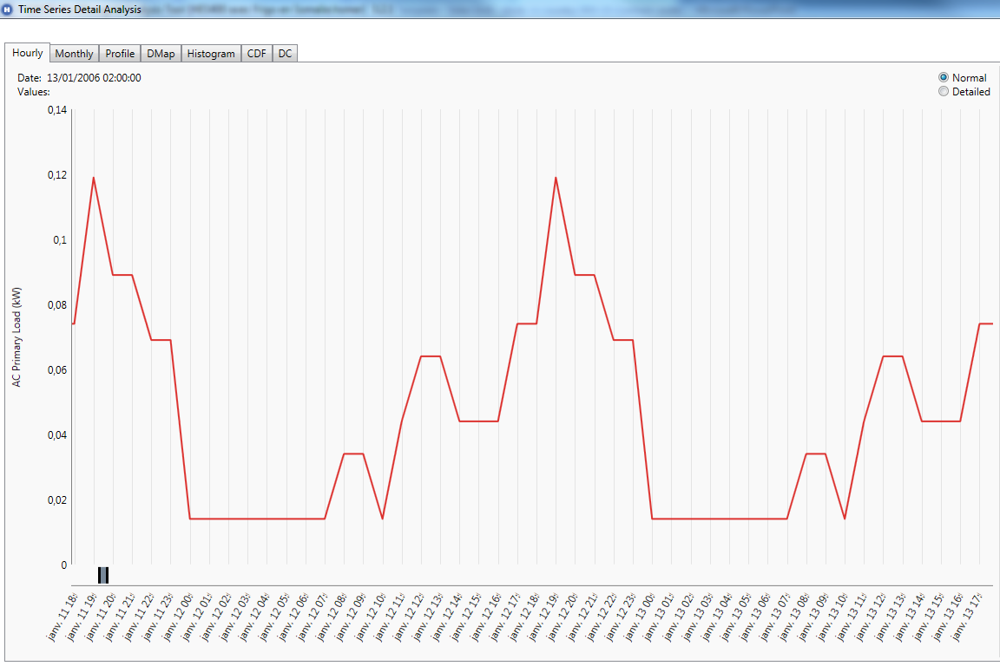 Time Series Detail Analysis
Hourly Monthly Profile DMap Histogram CDF DC
Date: 13/01/2006 02:00:00
Values:
Normal
Detailed
AC Primary Load (kW)
0,14
0,12
0,1
0,08
0,06
0,04
0,02
0
janv. 11 18:
janv. 11 19:
janv. 11 20:
janv. 11 21:
janv. 11 22:
janv. 11 23:
janv. 12 00:
janv. 12 01:
janv. 12 02:
janv. 12 03:
janv. 12 04:
janv. 12 05:
janv. 12 06:
janv. 12 07:
janv. 12 08:
janv. 12 09:
janv. 12 10:
janv. 12 11:
janv. 12 12:
janv. 12 13:
janv. 12 14:
janv. 12 15:
janv. 12 16:
janv. 12 17:
janv. 12 18:
janv. 12 19:
janv. 12 20:
janv. 12 21:
janv. 12 22:
janv. 12 23:
janv. 13 00:
janv. 13 01:
janv. 13 02:
janv. 13 03:
janv. 13 04:
janv. 13 05:
janv. 13 06:
janv. 13 07:
janv. 13 08:
janv. 13 09:
janv. 13 10:
janv. 13 11:
janv. 13 12:
janv. 13 13:
janv. 13 14:
janv. 13 15:
janv. 13 16:
janv. 13 17: